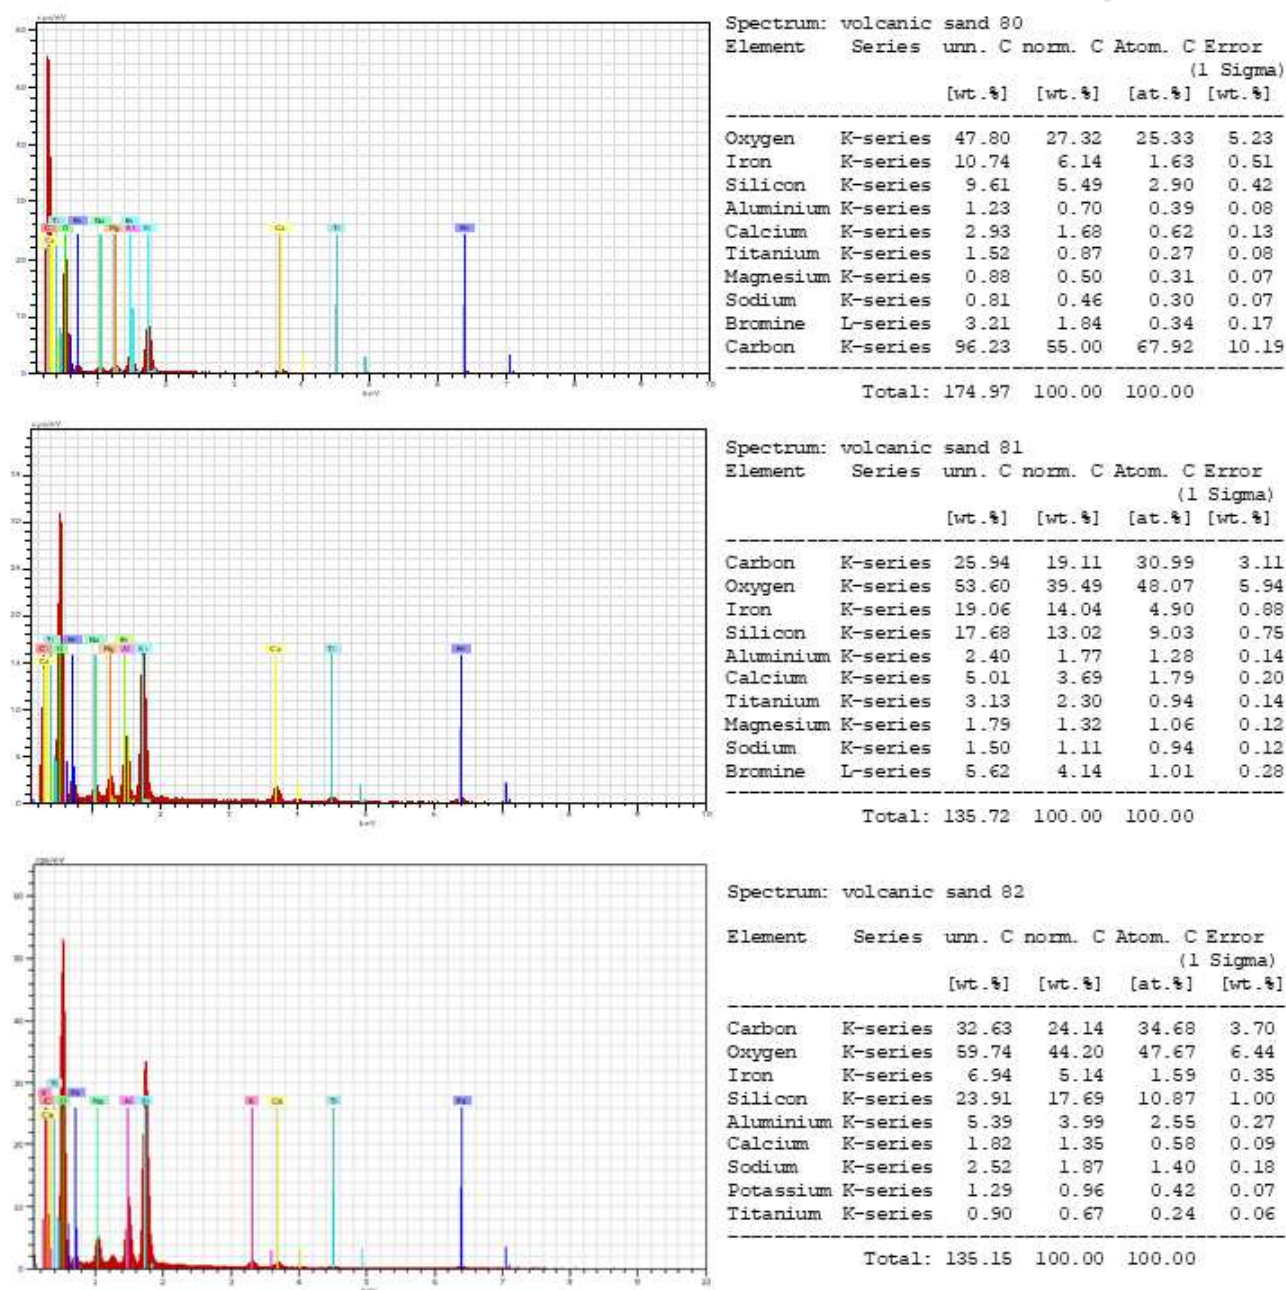 Spectrum: volcanic sand 80
Element Series unn. C norm. C Atom. C Error
(1 Sigma)
[wt.%] [wt.%] [at.%] [wt.%]
Oxygen K-series 47.80 27.32 25.33 5.23
Iron K-series 10.74 6.14 1.63 0.51
Silicon K-series 9.61 5.49 2.90 0.42
Aluminium K-series 1.23 0.70 0.39 0.08
Calcium K-series 2.93 1.68 0.62 0.13
Titanium K-series 1.52 0.87 0.27 0.08
Magnesium K-series 0.88 0.50 0.31 0.07
Sodium K-series 0.81 0.46 0.30 0.07
Bromine L-series 3.21 1.84 0.34 0.17
Carbon K-series 96.23 55.00 67.92 10.19
Total: 174.97 100.00 100.00
Spectrum: volcanic sand 81
Element Series unn. C norm. C Atom. C Error
(1 Sigma)
[wt.%] [wt.%] [at.%] [wt.%]
Carbon K-series 25.94 19.11 30.99 3.11
Oxygen K-series 53.60 39.49 48.07 5.94
Iron K-series 19.06 14.04 4.90 0.88
Silicon K-series 17.68 13.02 9.03 0.75
Aluminium K-series 2.40 1.77 1.28 0.14
Calcium K-series 5.01 3.69 1.79 0.20
Titanium K-series 3.13 2.30 0.94 0.14
Magnesium K-series 1.79 1.32 1.06 0.12
Sodium K-series 1.50 1.11 0.94 0.12
Bromine L-series 5.62 4.14 1.01 0.28
Total: 135.72 100.00 100.00
Spectrum: volcanic sand 82
Element Series unn. C norm. C Atom. C Error
(1 Sigma)
[wt.%] [wt.%] [at.%] [wt.%]
Carbon K-series 32.63 24.14 34.68 3.70
Oxygen K-series 59.74 44.20 47.67 6.44
Iron K-series 6.94 5.14 1.59 0.35
Silicon K-series 23.91 17.69 10.87 1.00
Aluminium K-series 5.39 3.99 2.55 0.27
Calcium K-series 1.82 1.35 0.58 0.09
Sodium K-series 2.52 1.87 1.40 0.18
Potassium K-series 1.29 0.96 0.42 0.07
Titanium K-series 0.90 0.67 0.24 0.06
Total: 135.15 100.00 100.00